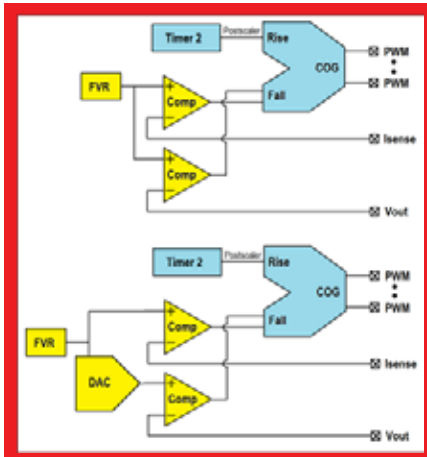 Timer 2
Postscaler
Rise
COG
PWM
PWM
Fall
FVR
+
Comp
−
Isense
+
Comp
−
Vout
Timer 2
Postscaler
Rise
COG
PWM
PWM
Fall
FVR
+
Comp
−
Isense
DAC
+
Comp
−
Vout